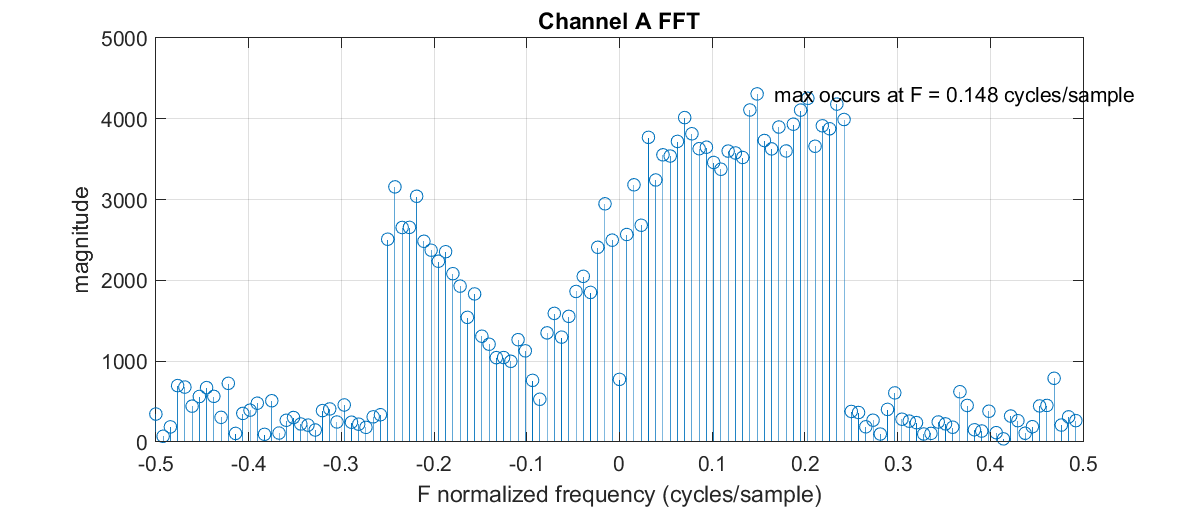 Channel A FFT
5000
4000
3000
2000
1000
0
magnitude
max occurs at F = 0.148 cycles/sample
-0.5 -0.4 -0.3 -0.2 -0.1 0 0.1 0.2 0.3 0.4 0.5
F normalized frequency (cycles/sample)